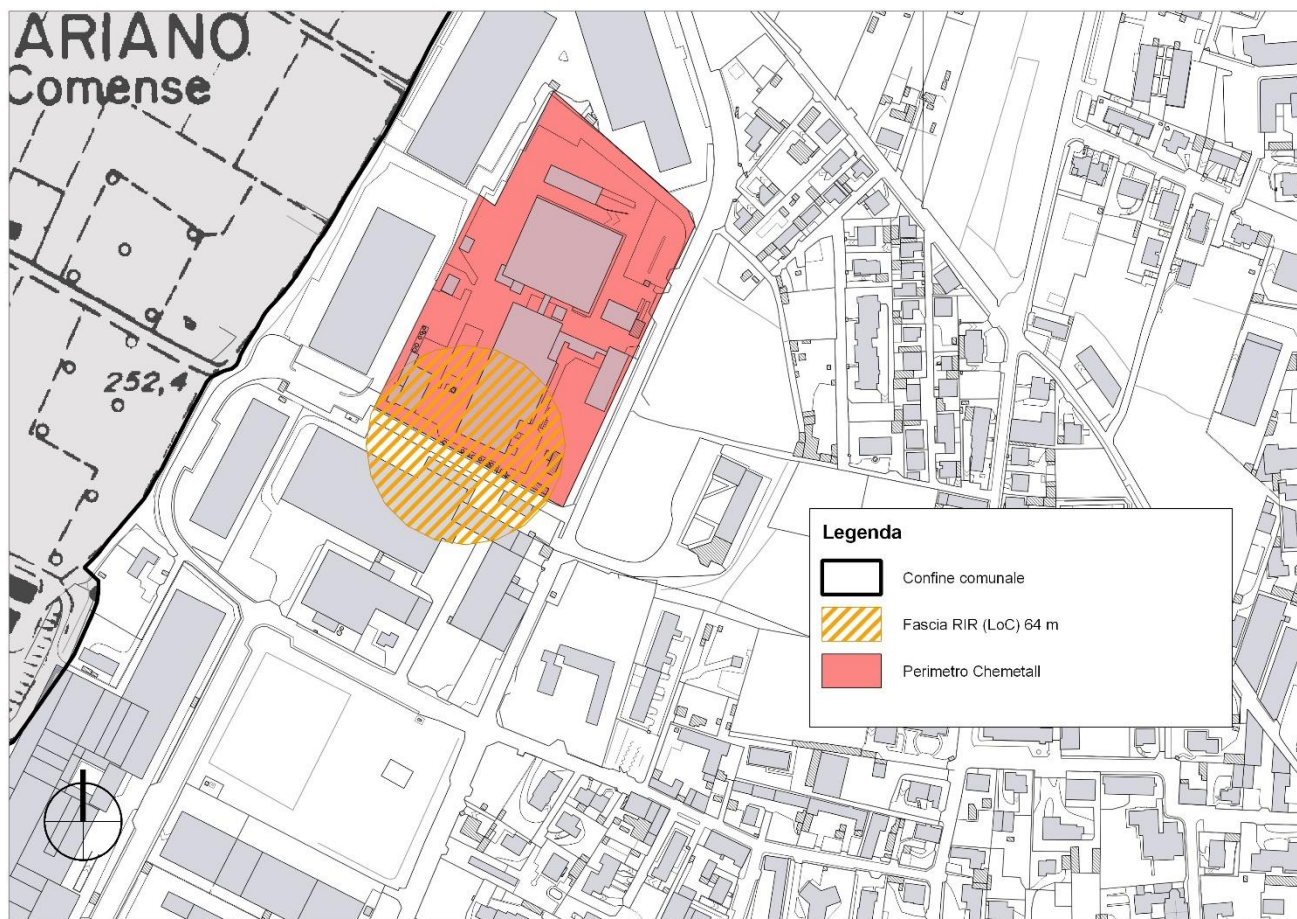 ARIANO
Comense
252,4
Legenda
Confine comunale
Fascia RIR (LoC) 64 m
Perimetro Chemetall